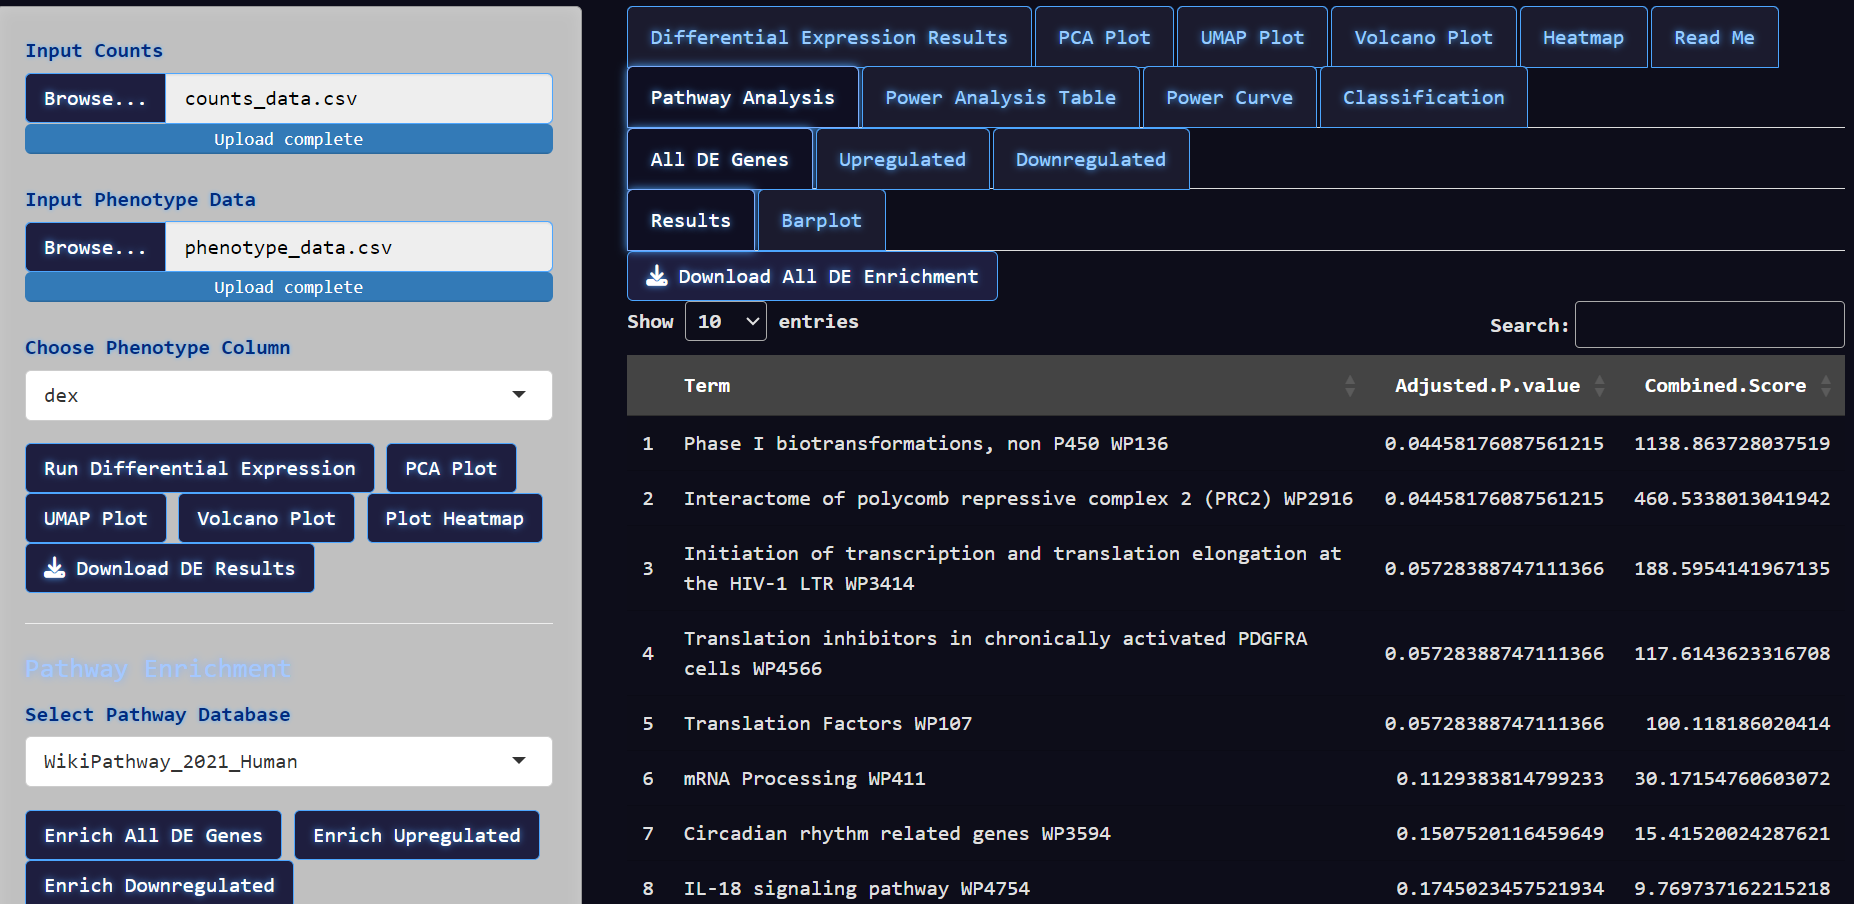 Input Counts
Browse... counts_data.csv
Upload complete
Input Phenotype Data
Browse... phenotype_data.csv
Upload complete
Choose Phenotype Column
dex
Run Differential Expression PCA Plot
UMAP Plot Volcano Plot Plot Heatmap
Download DE Results
Pathway Enrichment
Select Pathway Database
WikiPathway_2021_Human
Enrich All DE Genes Enrich Upregulated
Enrich Downregulated
Differential Expression Results PCA Plot UMAP Plot Volcano Plot Heatmap Read Me
Pathway Analysis Power Analysis Table Power Curve Classification
All DE Genes Upregulated Downregulated
Results Barplot
Download All DE Enrichment
Show 10 entries
Search:
Term Adjusted.P.value Combined.Score
1 Phase I biotransformations, non P450 WP136 0.04458176087561215 1138.863728037519
2 Interactome of polycomb repressive complex 2 (PRC2) WP2916 0.04458176087561215 460.5338013041942
3 Initiation of transcription and translation elongation at
the HIV-1 LTR WP3414 0.05728388747111366 188.5954141967135
4 Translation inhibitors in chronically activated PDGFRA
cells WP4566 0.05728388747111366 117.6143623316708
5 Translation Factors WP107 0.05728388747111366 100.118186020414
6 mRNA Processing WP411 0.1129383814799233 30.17154760603072
7 Circadian rhythm related genes WP3594 0.1507520116459649 15.41520024287621
8 IL-18 signaling pathway WP4754 0.1745023457521934 9.769737162215218